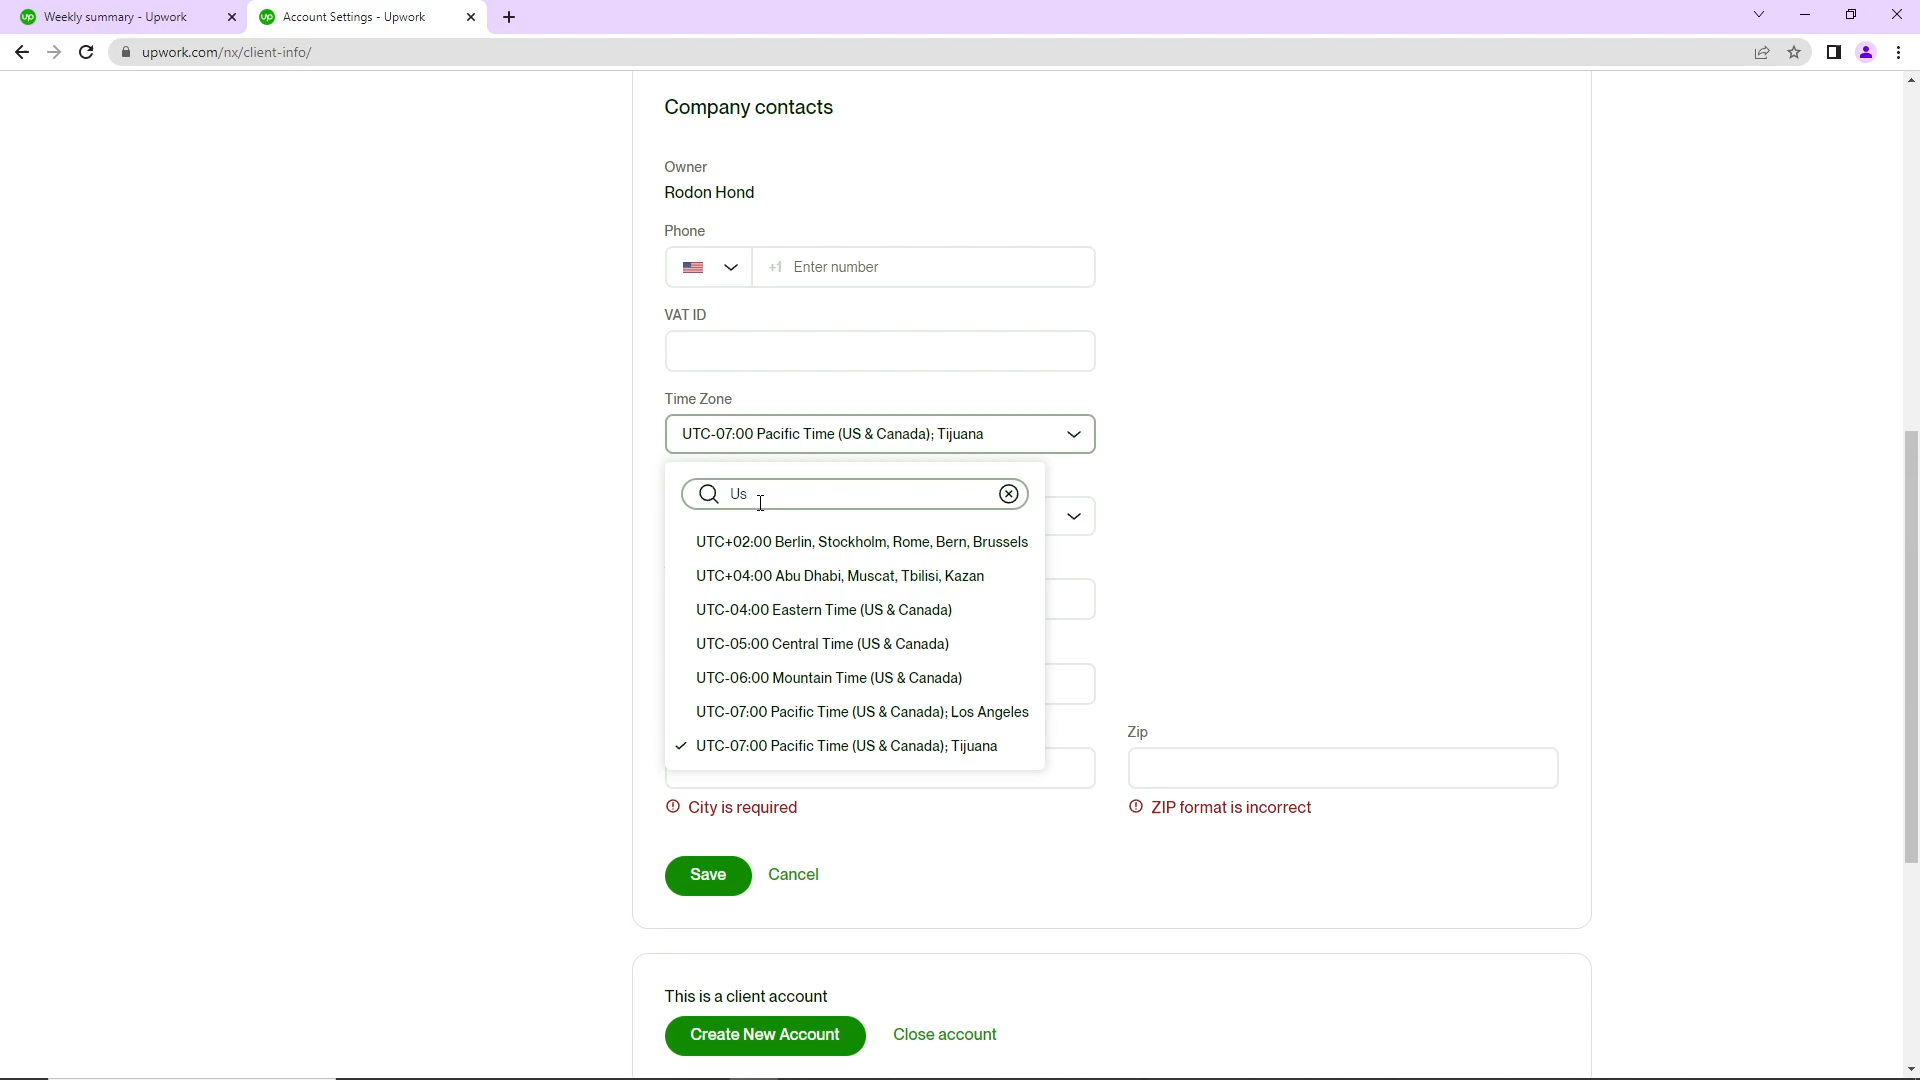 Weekly summary - Upwork
Account Settings - Upwork
upwork.com/nx/client-info/
Company contacts
Owner
Rodon Hond
Phone
+1 Enter number
VAT ID
Time Zone
UTC-07:00 Pacific Time (US & Canada); Tijuana
Us
UTC+02:00 Berlin, Stockholm, Rome, Bern, Brussels
UTC+04:00 Abu Dhabi, Muscat, Tbilisi, Kazan
UTC-04:00 Eastern Time (US & Canada)
UTC-05:00 Central Time (US & Canada)
UTC-06:00 Mountain Time (US & Canada)
UTC-07:00 Pacific Time (US & Canada); Los Angeles
UTC-07:00 Pacific Time (US & Canada); Tijuana
Zip
City is required
ZIP format is incorrect
Save Cancel
This is a client account
Create New Account Close account